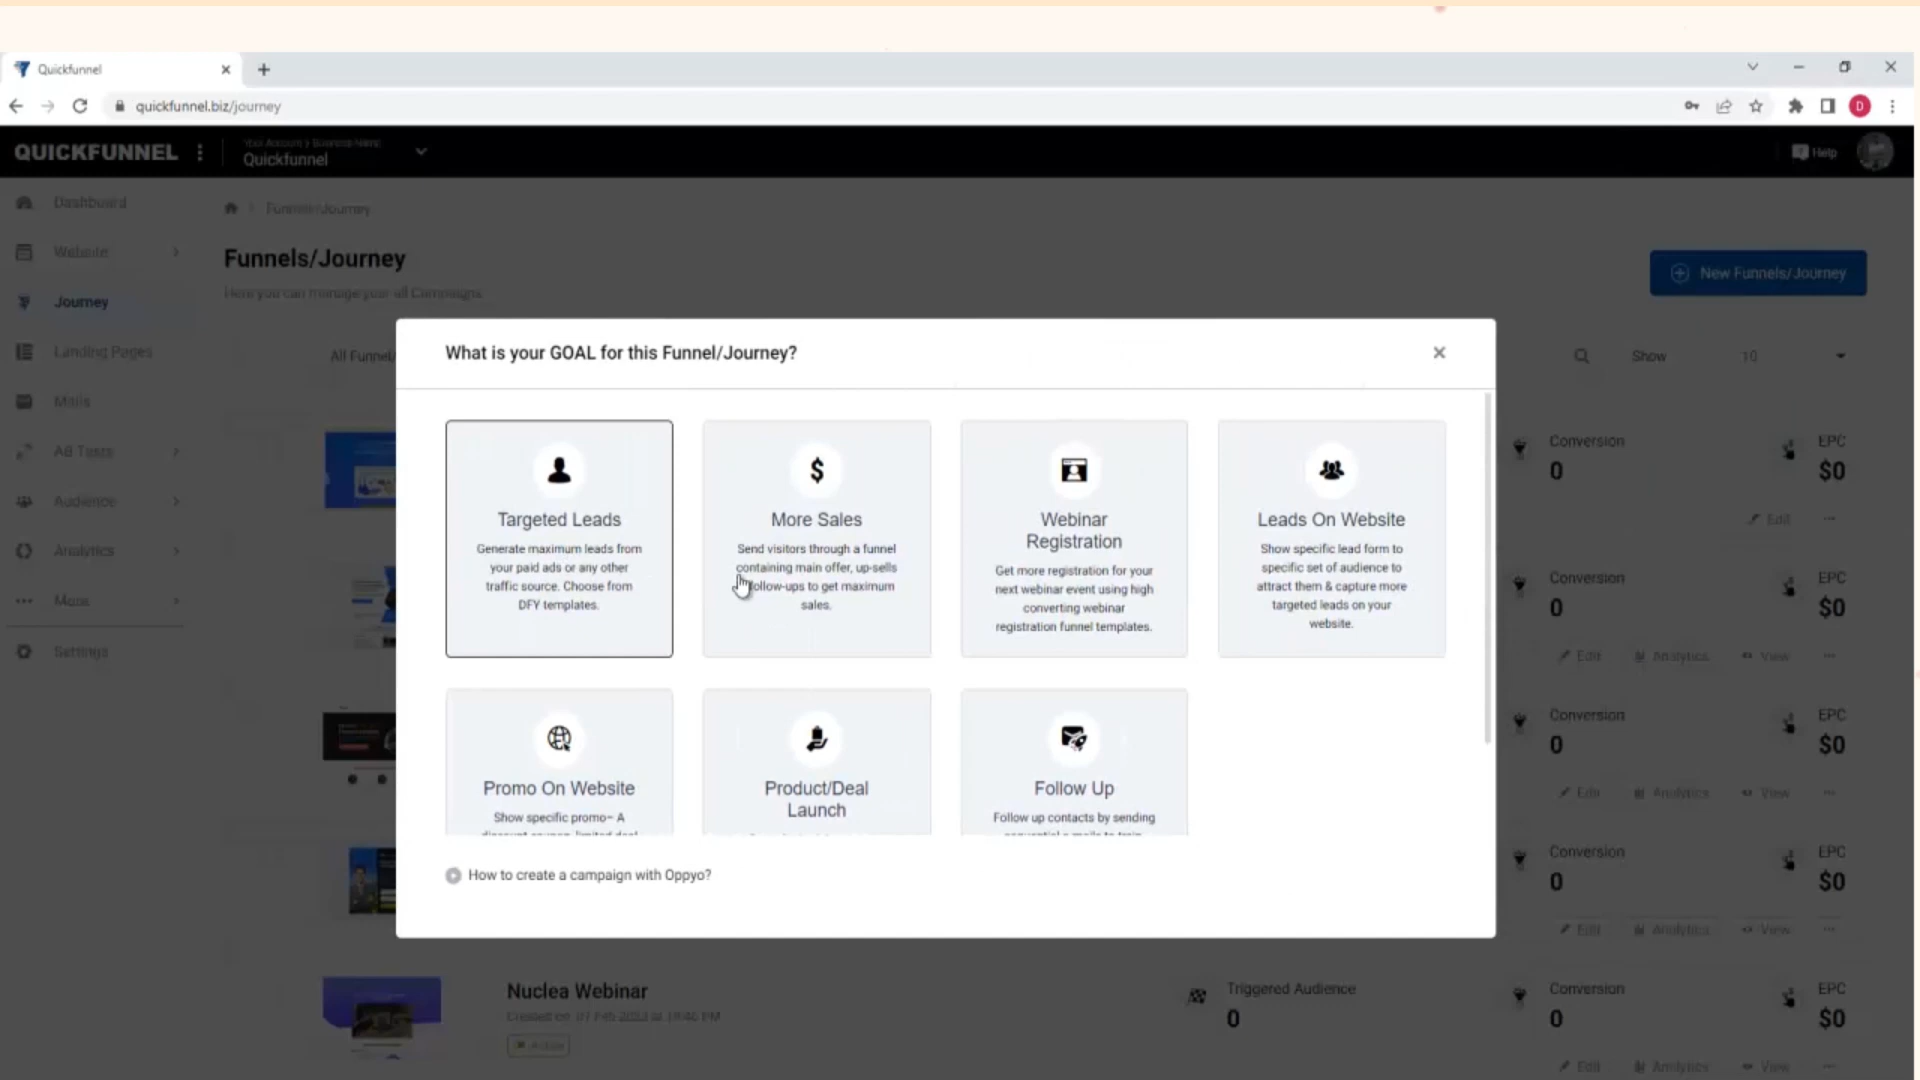 Quickfunnel
quickfunnel.biz/journey
QUICKFUNNEL
Your Account > Business Name
Quickfunnel
Help
Dashboard
Funnels/Journey
Website
Funnels/Journey
New Funnels/Journey
Here you can manage your all Campaigns
Journey
Landing Pages
All Funnel/
Show
10
What is your GOAL for this Funnel/Journey?
Mails
AB Tests
Audience
Analytics
More
Settings
Targeted Leads
Generate maximum leads from
your paid ads or any other
traffic source. Choose from
DFY templates.
More Sales
Send visitors through a funnel
containing main offer, up-sells
follow-ups to get maximum
sales.
Webinar
Registration
Get more registration for your
next webinar event using high
converting webinar
registration funnel templates.
Leads On Website
Show specific lead form to
specific set of audience to
attract them & capture more
targeted leads on your
website.
Promo On Website
Show specific promo– A
Product/Deal
Launch
Follow Up
Follow up contacts by sending
How to create a campaign with Oppyo?
Conversion
0
EPC
$0
Edit
Conversion
0
EPC
$0
Edit
Analytics
View
Conversion
0
EPC
$0
Edit
Analytics
View
Conversion
0
EPC
$0
Edit
Analytics
View
Nuclea Webinar
Triggered Audience
0
Conversion
0
EPC
$0
Edit
Analytics
View
D